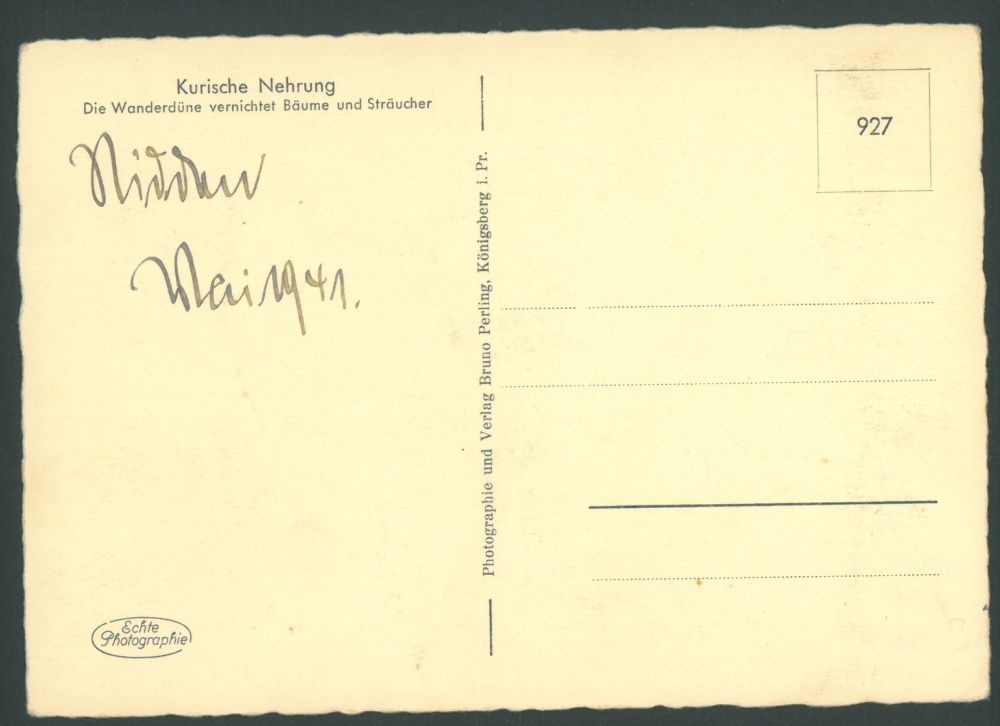 Kurische Nehrung
Die Wanderdüne vernichtet Bäume und Sträucher
Nidden
Mai 1941.
Photographie und Verlag Bruno Perling, Königsberg i. Pr.
927
Echte
Photographie